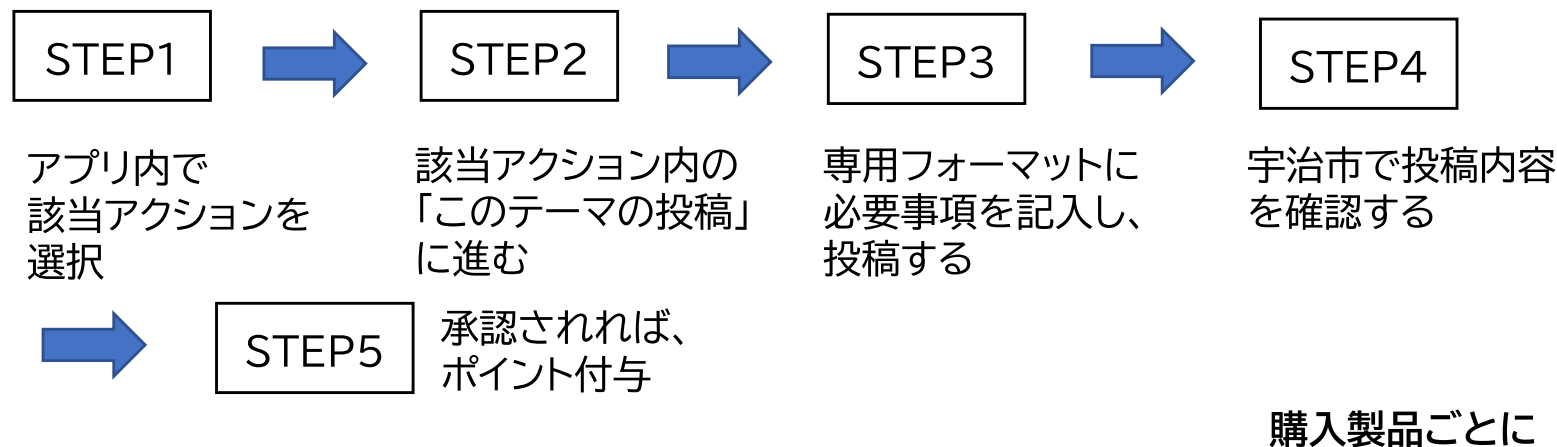 STEP1
アプリ内で
該当アクションを
選択
STEP2
該当アクション内の
「このテーマの投稿」
に進む
STEP3
専用フォーマットに
必要事項を記入し、
投稿する
STEP4
宇治市で投稿内容
を確認する
STEP5
承認されれば、
ポイント付与
購入製品ごとに